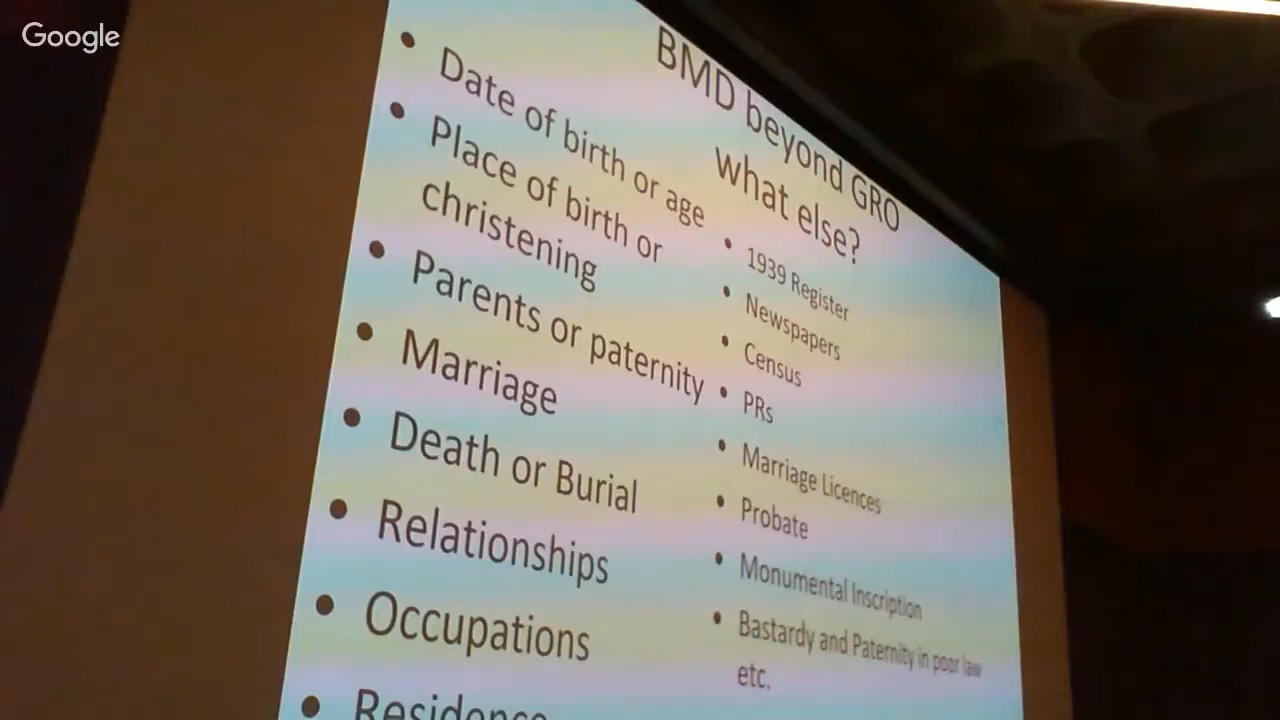 Google
BMD beyond GRO
what else?
• Date of birth or age
• Place of birth or
christening
• Parents or paternity
• Marriage
• Death or Burial
• Relationships
• Occupations
• Residence
• 1939 Register
• Newspapers
• Census
• PRs
• Marriage Licences
• Probate
• Monumental Inscription
• Bastardy and Paternity in poor law
etc.